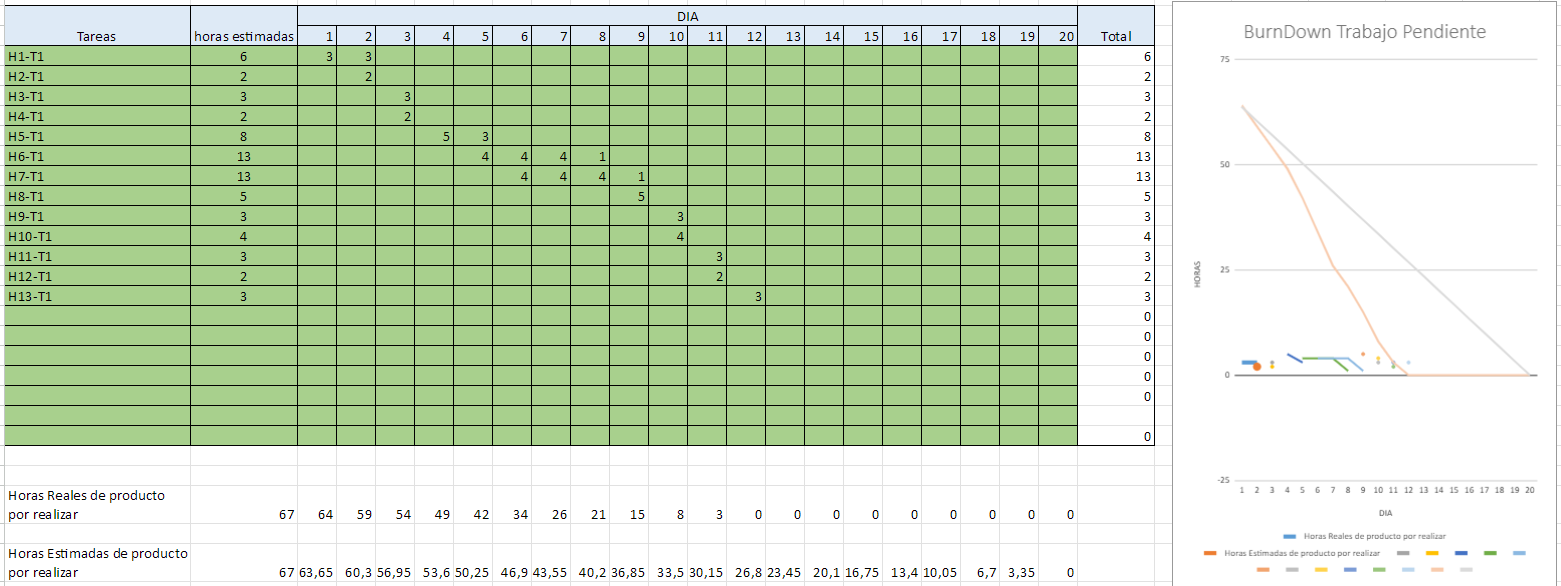 DIA
Tareas horas estimadas 1 2 3 4 5 6 7 8 9 10 11 12 13 14 15 16 17 18 19 20 Total
H1-T1 6 3 3 6
H2-T1 2 2 2
H3-T1 3 3 3
H4-T1 2 2 2
H5-T1 8 5 3 8
H6-T1 13 4 4 4 1 13
H7-T1 13 4 4 4 1 13
H8-T1 5 5 5
H9-T1 3 3 3
H10-T1 4 4 4
H11-T1 3 3 3
H12-T1 2 2 2
H13-T1 3 3 3
0
0
0
0
0
0
Horas Reales de producto
por realizar 67 64 59 54 49 42 34 26 21 15 8 3 0 0 0 0 0 0 0 0 0
Horas Estimadas de producto
por realizar 67 63,65 60,3 56,95 53,6 50,25 46,9 43,55 40,2 36,85 33,5 30,15 26,8 23,45 20,1 16,75 13,4 10,05 6,7 3,35 0
BurnDown Trabajo Pendiente
75
50
25
0
-25
HORAS
1 2 3 4 5 6 7 8 9 10 11 12 13 14 15 16 17 18 19 20
DIA
Horas Reales de producto por realizar
Horas Estimadas de producto por realizar